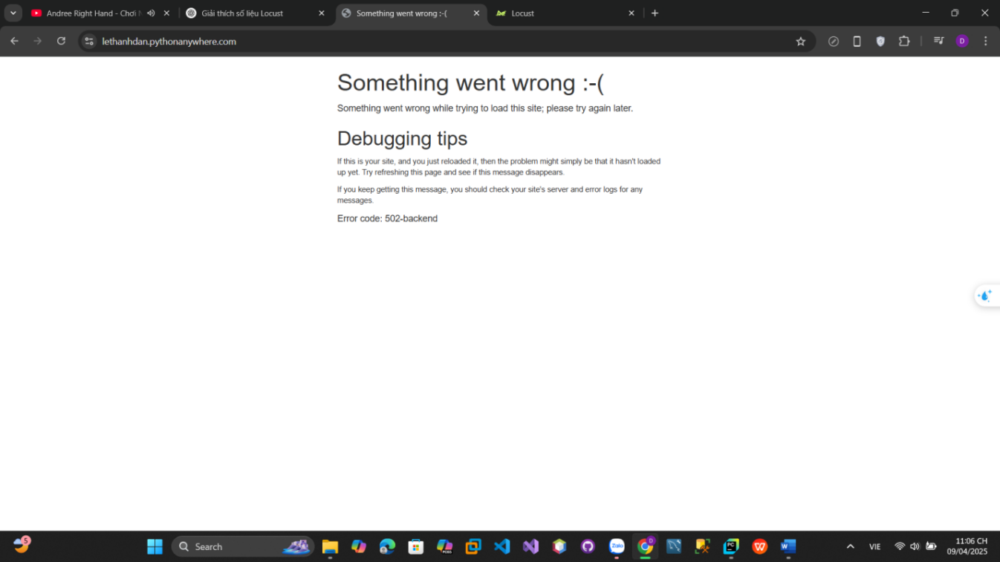 Andree Right Hand - Chơi N
Giải thích số liệu Locust
Something went wrong :-(
Locust
lethanhdan.pythonanywhere.com
D
Something went wrong :-(
Something went wrong while trying to load this site; please try again later.
Debugging tips
If this is your site, and you just reloaded it, then the problem might simply be that it hasn't loaded
up yet. Try refreshing this page and see if this message disappears.
If you keep getting this message, you should check your site's server and error logs for any
messages.
Error code: 502-backend
5
Search
Zalo
D
PC
W
VIE
11:06 CH
09/04/2025